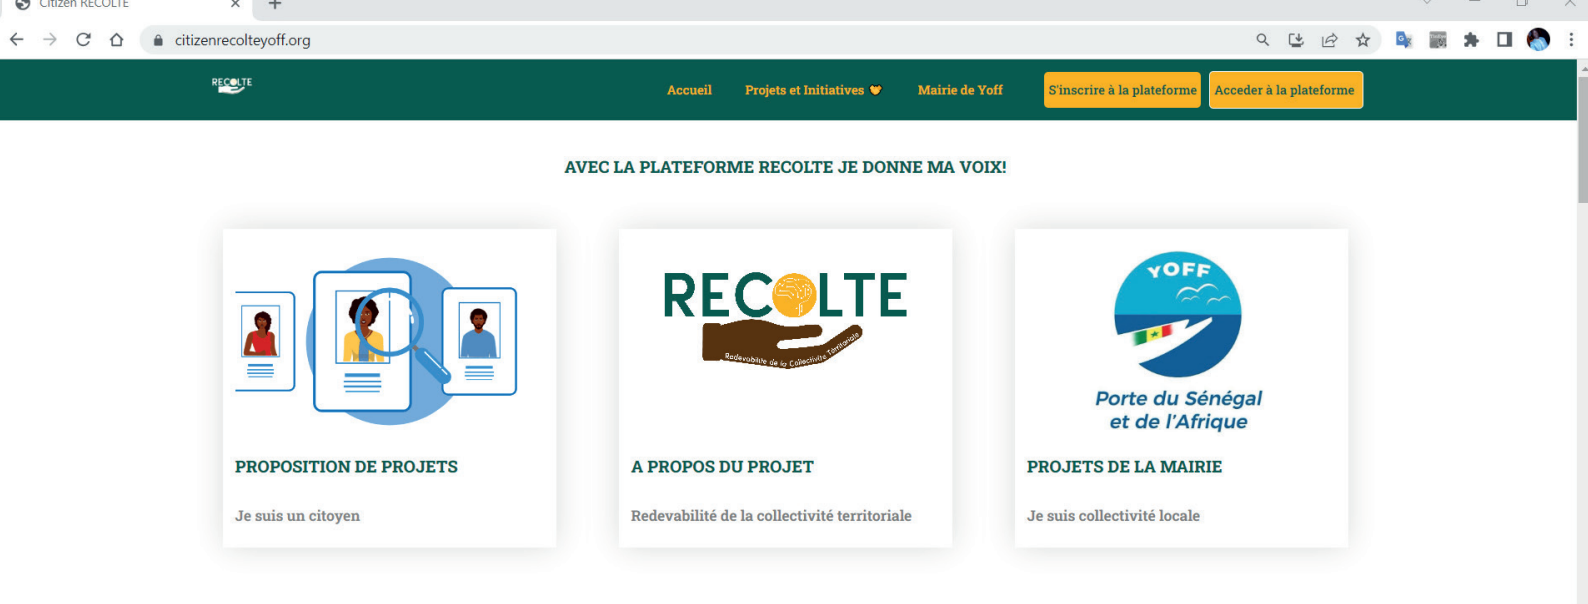 Citizen RECOLTE
citizenrecolteyoff.org
RECOLTE
Accueil
Projets et Initiatives
Mairie de Yoff
S'inscrire à la plateforme
Acceder à la plateforme
AVEC LA PLATEFORME RECOLTE JE DONNE MA VOIX!
RECOLTE
Redevabilité de la Collectivité Territoriale
YOFF
Porte du Sénégal
et de l'Afrique
PROPOSITION DE PROJETS
Je suis un citoyen
A PROPOS DU PROJET
Redevabilité de la collectivité territoriale
PROJETS DE LA MAIRIE
Je suis collectivité locale